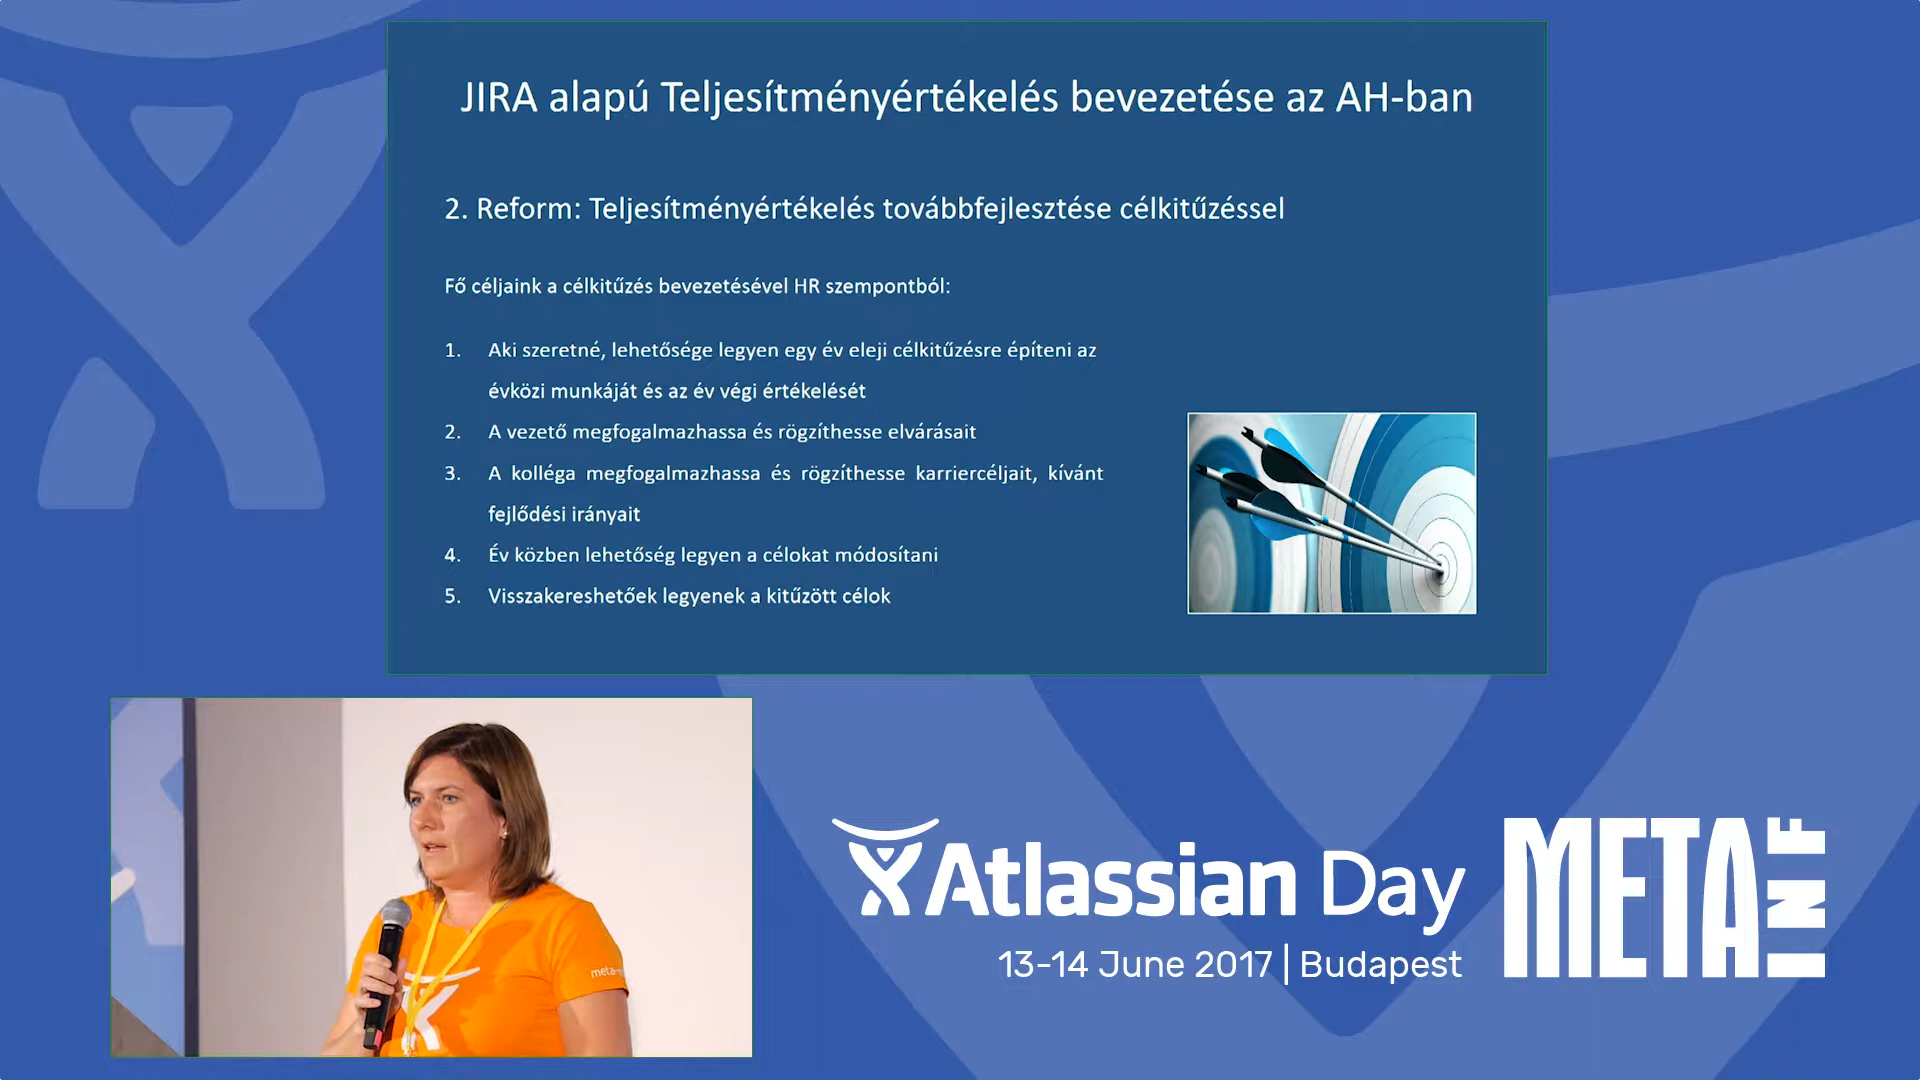 JIRA alapú Teljesítményértékelés bevezetése az AH-ban
2. Reform: Teljesítményértékelés továbbfejlesztése célkitűzéssel
Fő céljaink a célkitűzés bevezetésével HR szempontból:
1. Aki szeretné, lehetősége legyen egy év eleji célkitűzésre építeni az
évközi munkáját és az év végi értékelését
2. A vezető megfogalmazhassa és rögzíthesse elvárásait
3. A kolléga megfogalmazhassa és rögzíthesse karriercéljait, kívánt
fejlődési irányait
4. Év közben lehetőség legyen a célokat módosítani
5. Visszakereshetőek legyenek a kitűzött célok
Atlassian Day
13-14 June 2017 | Budapest
META
INF